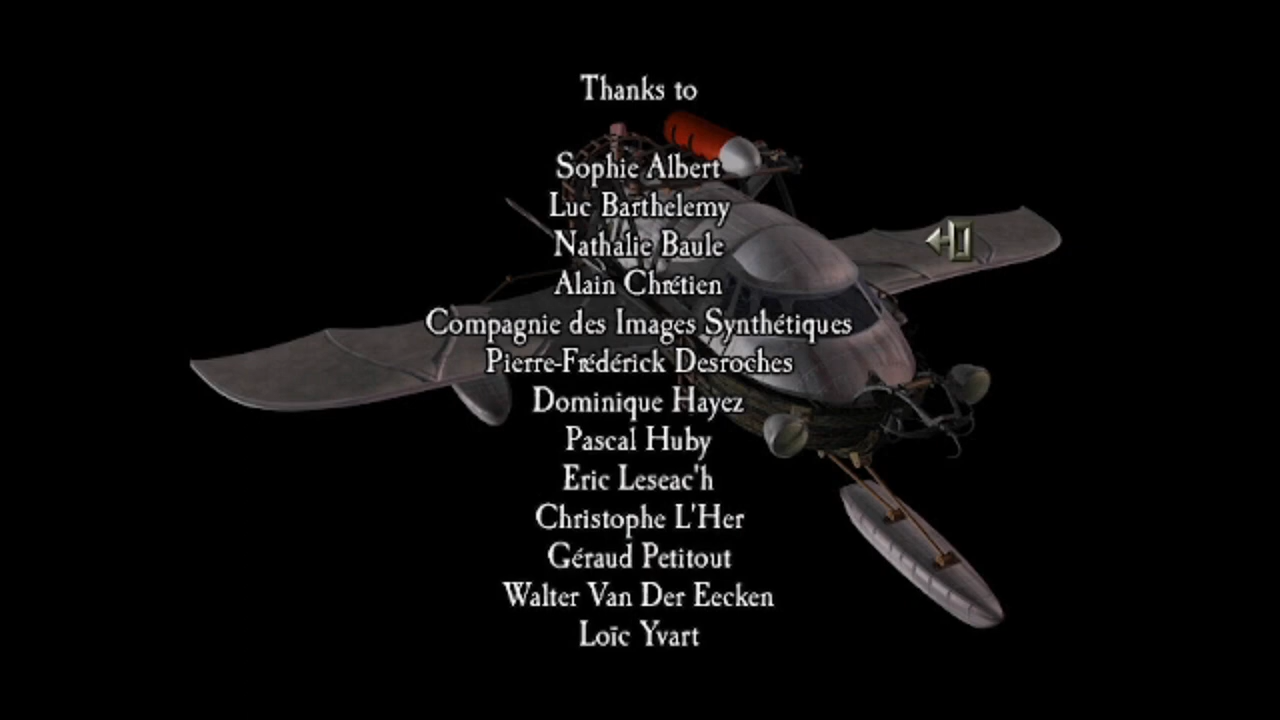 Thanks to
Sophie Albert
Luc Barthelemy
Nathalie Baule
Alain Chrétien
Compagnie des Images Synthétiques
Pierre-Frédérick Desroches
Dominique Hayez
Pascal Huby
Eric Leseac'h
Christophe L'Her
Géraud Petitout
Walter Van Der Eecken
Loïc Yvart